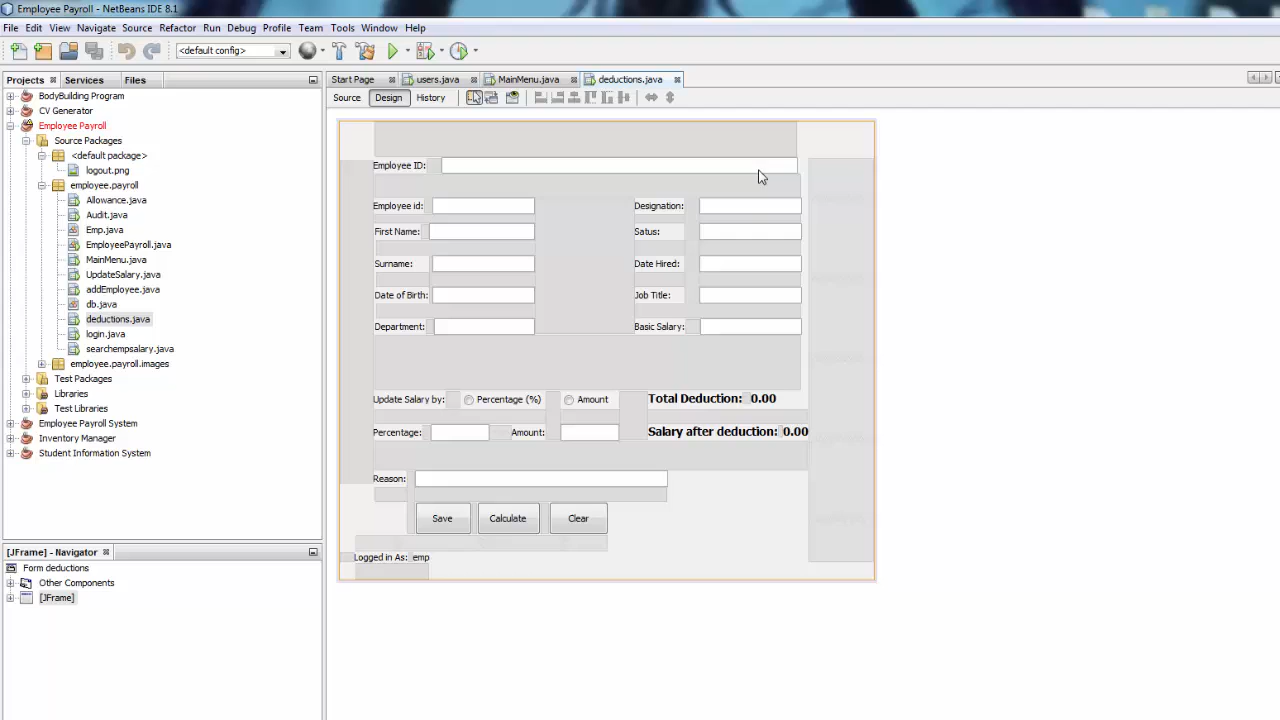 Employee Payroll - NetBeans IDE 8.1
File Edit View Navigate Source Refactor Run Debug Profile Team Tools Window Help
<default config>
Projects Services Files
Start Page users.java MainMenu.java deductions.java
Source Design History
BodyBuilding Program
CV Generator
Employee Payroll
Source Packages
<default package>
logout.png
employee.payroll
Allowance.java
Audit.java
Emp.java
EmployeePayroll.java
MainMenu.java
UpdateSalary.java
addEmployee.java
db.java
deductions.java
login.java
searchempsalary.java
employee.payroll.images
Test Packages
Libraries
Test Libraries
Employee Payroll System
Inventory Manager
Student Information System
[JFrame] - Navigator
Form deductions
Other Components
[JFrame]
Employee ID:
Employee id: Designation:
First Name: Satus:
Surname: Date Hired:
Date of Birth: Job Title:
Department: Basic Salary:
Update Salary by: Percentage (%) Amount Total Deduction: 0.00
Percentage: Amount: Salary after deduction: 0.00
Reason:
Save Calculate Clear
Logged in As: emp